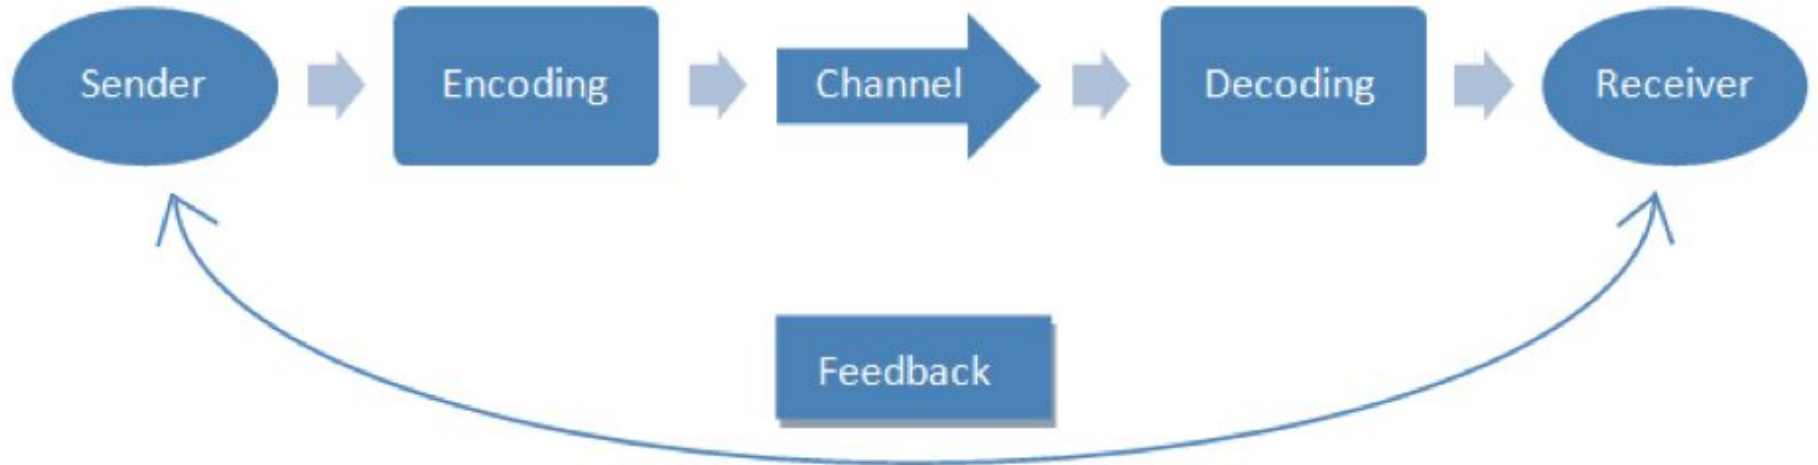 Sender
Encoding
Channel
Decoding
Receiver
Feedback